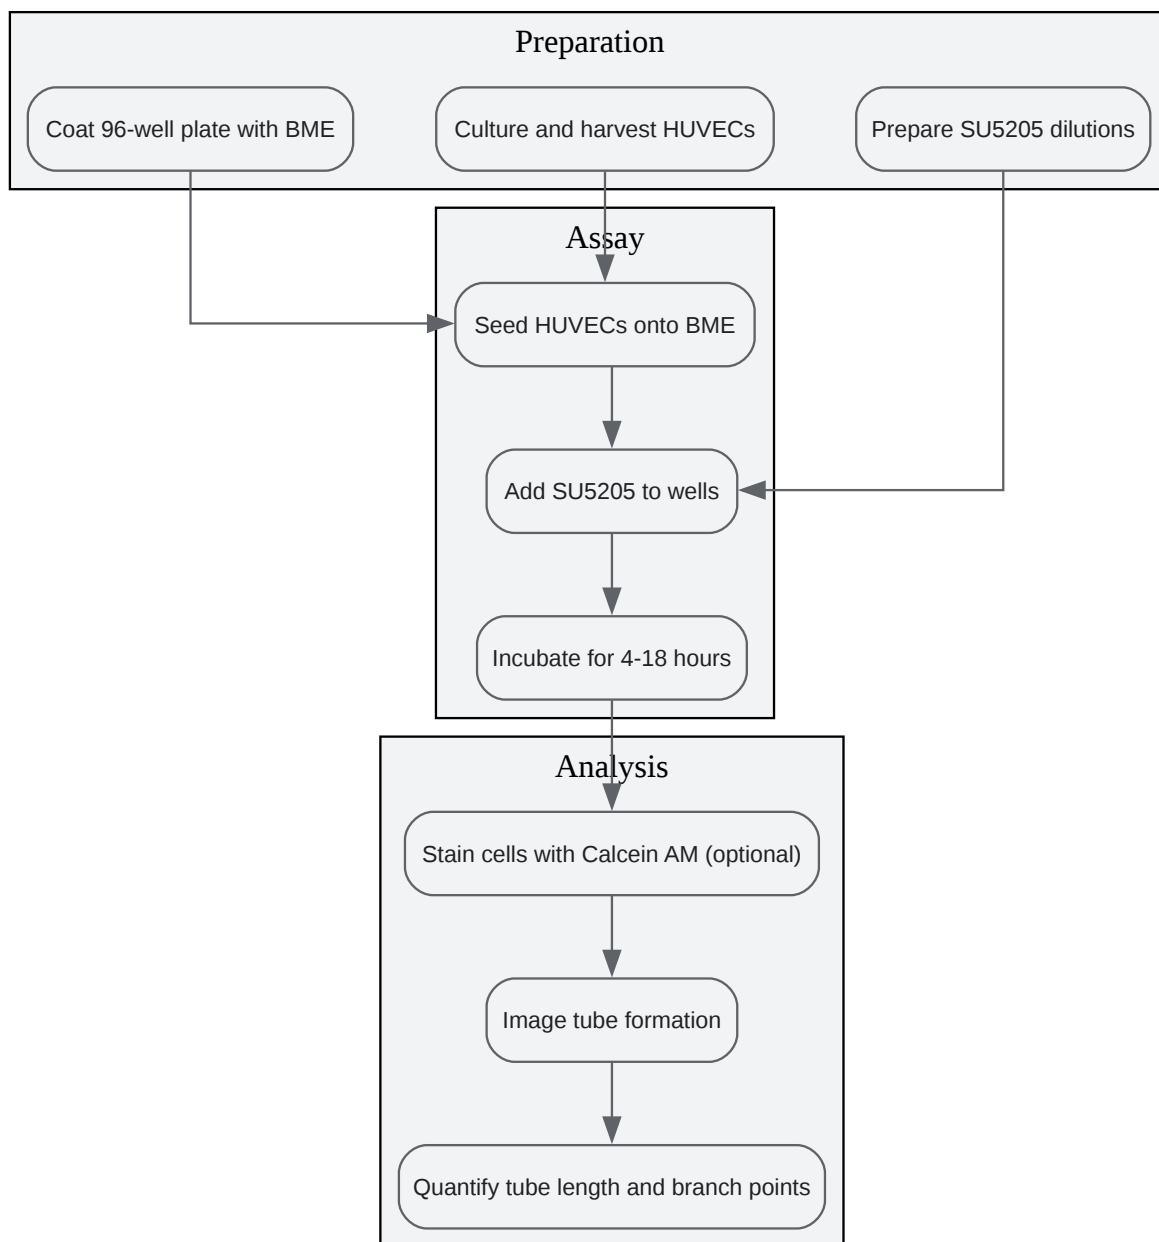 Preparation
Coat 96-well plate with BME
Culture and harvest HUVECs
Prepare SU5205 dilutions
Assay
Seed HUVECs onto BME
Add SU5205 to wells
Incubate for 4-18 hours
Analysis
Stain cells with Calcein AM (optional)
Image tube formation
Quantify tube length and branch points